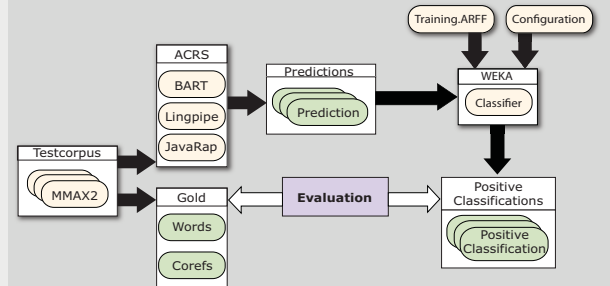 Training.ARFF
Configuration
ACRS
BART
Lingpipe
JavaRap
Predictions
Prediction
WEKA
Classifier
Testcorpus
MMAX2
Gold
Words
Corefs
Evaluation
Positive
Classifications
Positive
Classification